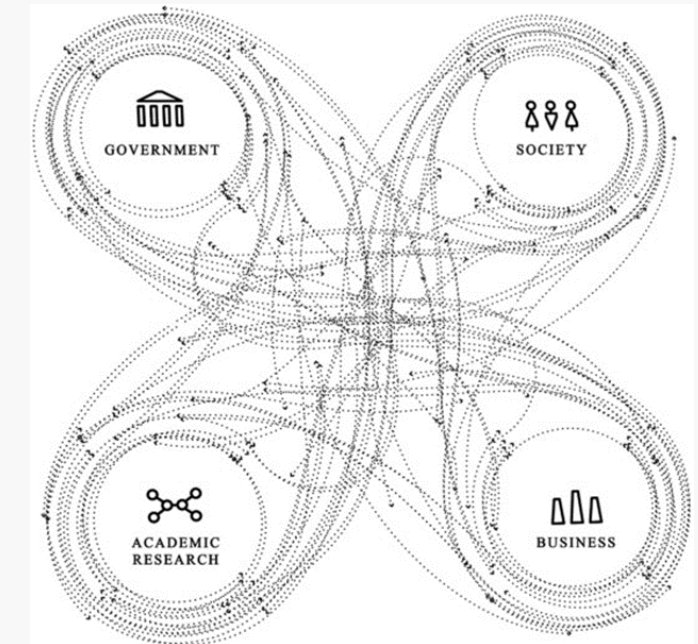 GOVERNMENT
SOCIETY
ACADEMIC
RESEARCH
BUSINESS